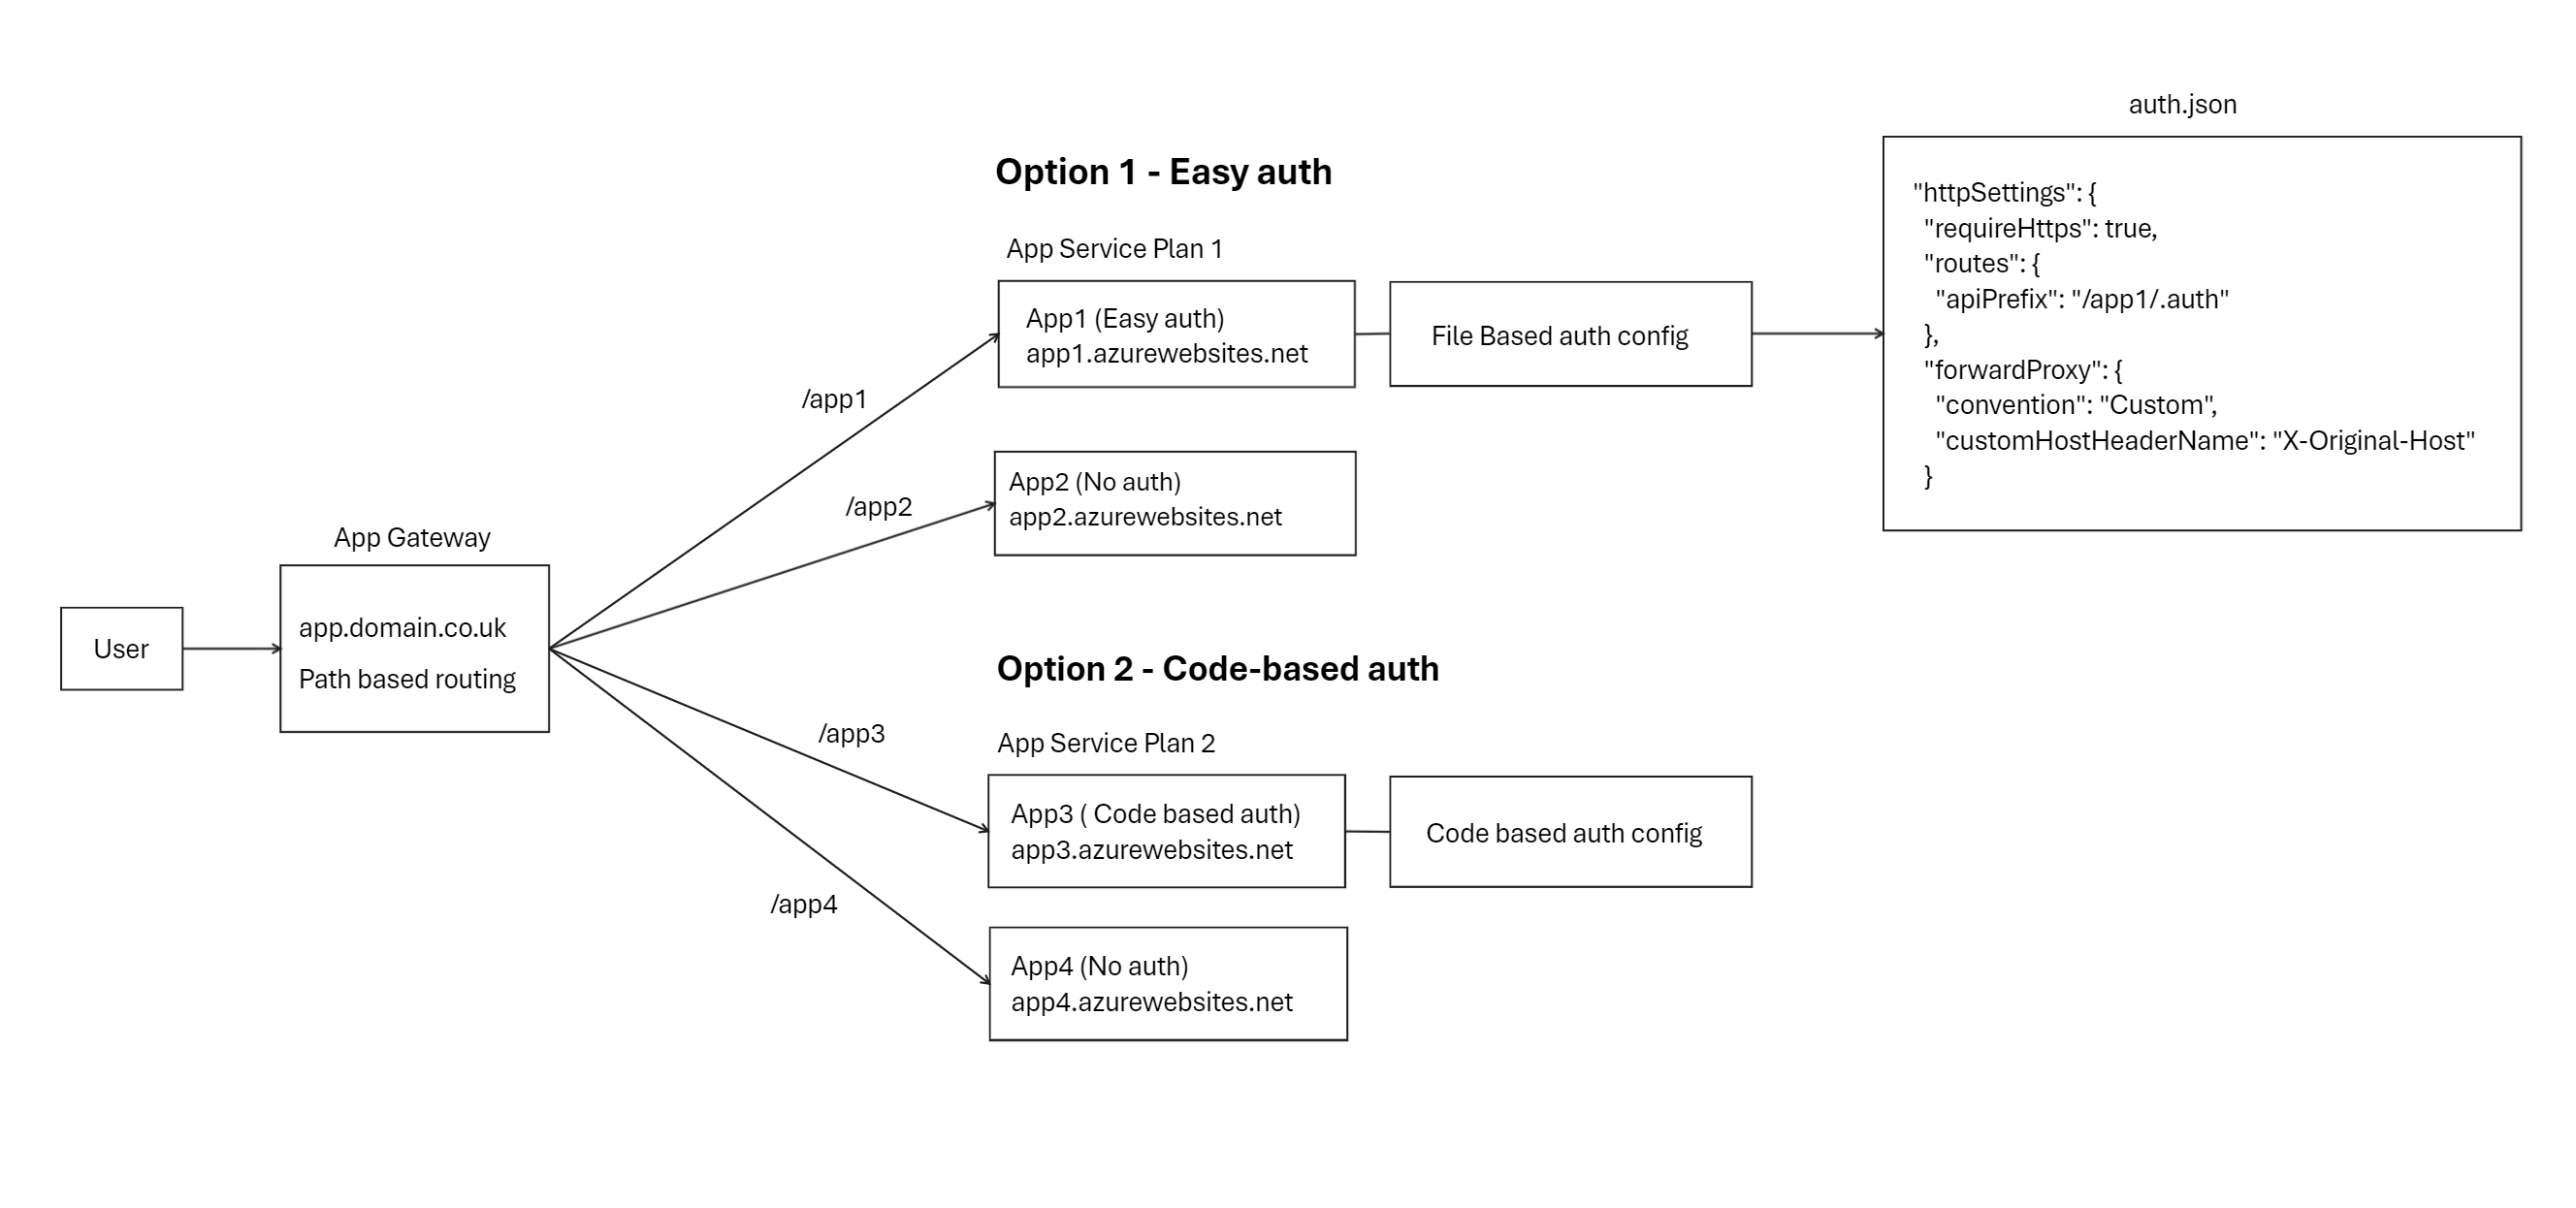 auth.json
"httpSettings": {
"requireHttps": true,
"routes": {
"apiPrefix": "/app1/.auth"
},
"forwardProxy": {
"convention": "Custom",
"customHostHeaderName": "X-Original-Host"
}
Option 1 - Easy auth
App Service Plan 1
App1 (Easy auth)
app1.azurewebsites.net
File Based auth config
/app1
App2 (No auth)
app2.azurewebsites.net
/app2
App Gateway
app.domain.co.uk
Path based routing
User
Option 2 - Code-based auth
/app3
App Service Plan 2
App3 ( Code based auth)
app3.azurewebsites.net
Code based auth config
/app4
App4 (No auth)
app4.azurewebsites.net